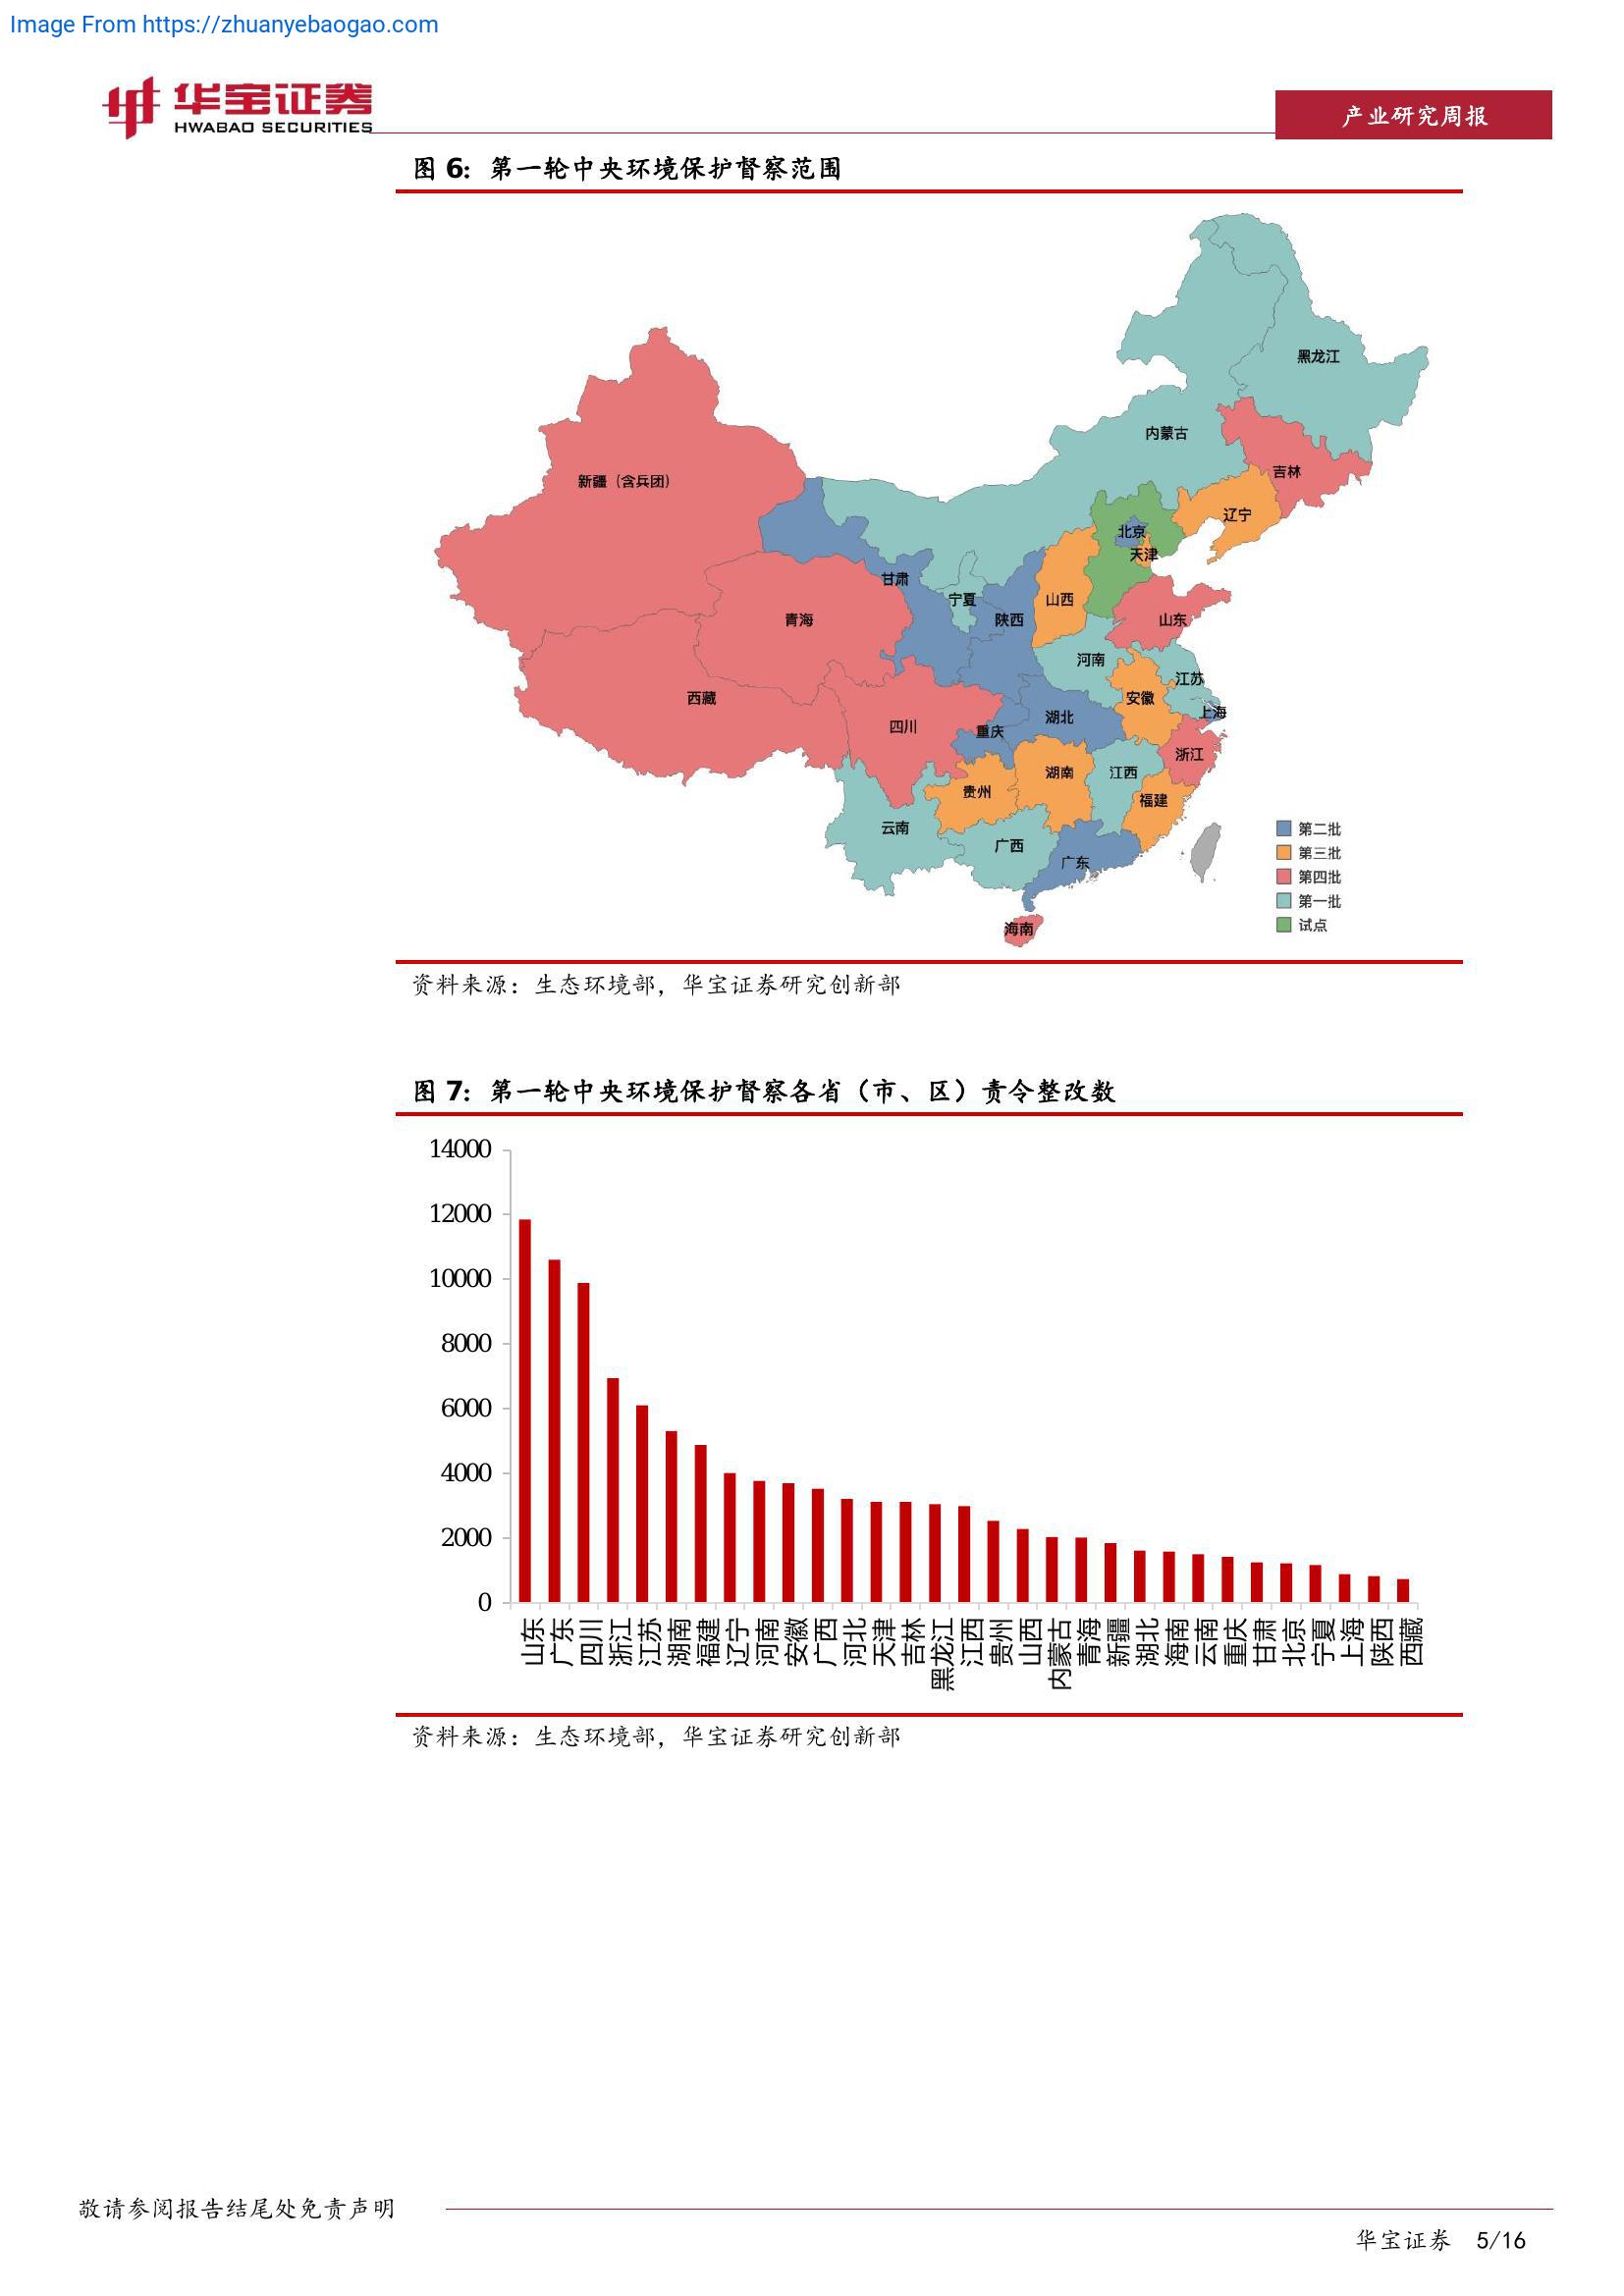 Image From https://zhuanyebaogao.com
华宝证券
HWABAO SECURITIES
产业研究周报
图 6: 第一轮中央环境保护督察范围
黑龙江
内蒙古
吉林
新疆（含兵团）
辽宁
北京
天津
甘肃
宁夏
山西
青海
陕西
山东
河南
江苏
西藏
安徽
上海
四川
重庆
湖北
浙江
湖南
江西
贵州
福建
云南
广西
广东
海南
第二批
第三批
第四批
第一批
试点
资料来源：生态环境部，华宝证券研究创新部
图 7: 第一轮中央环境保护督察各省（市、区）责令整改数
14000
12000
10000
8000
6000
4000
2000
0
山东
广东
四川
浙江
江苏
湖南
福建
辽宁
河南
安徽
广西
河北
天津
吉林
黑龙江
江西
贵州
山西
内蒙古
青海
新疆
湖北
海南
云南
重庆
甘肃
北京
宁夏
上海
陕西
西藏
资料来源：生态环境部，华宝证券研究创新部
敬请参阅报告结尾处免责声明
华宝证券 5/16